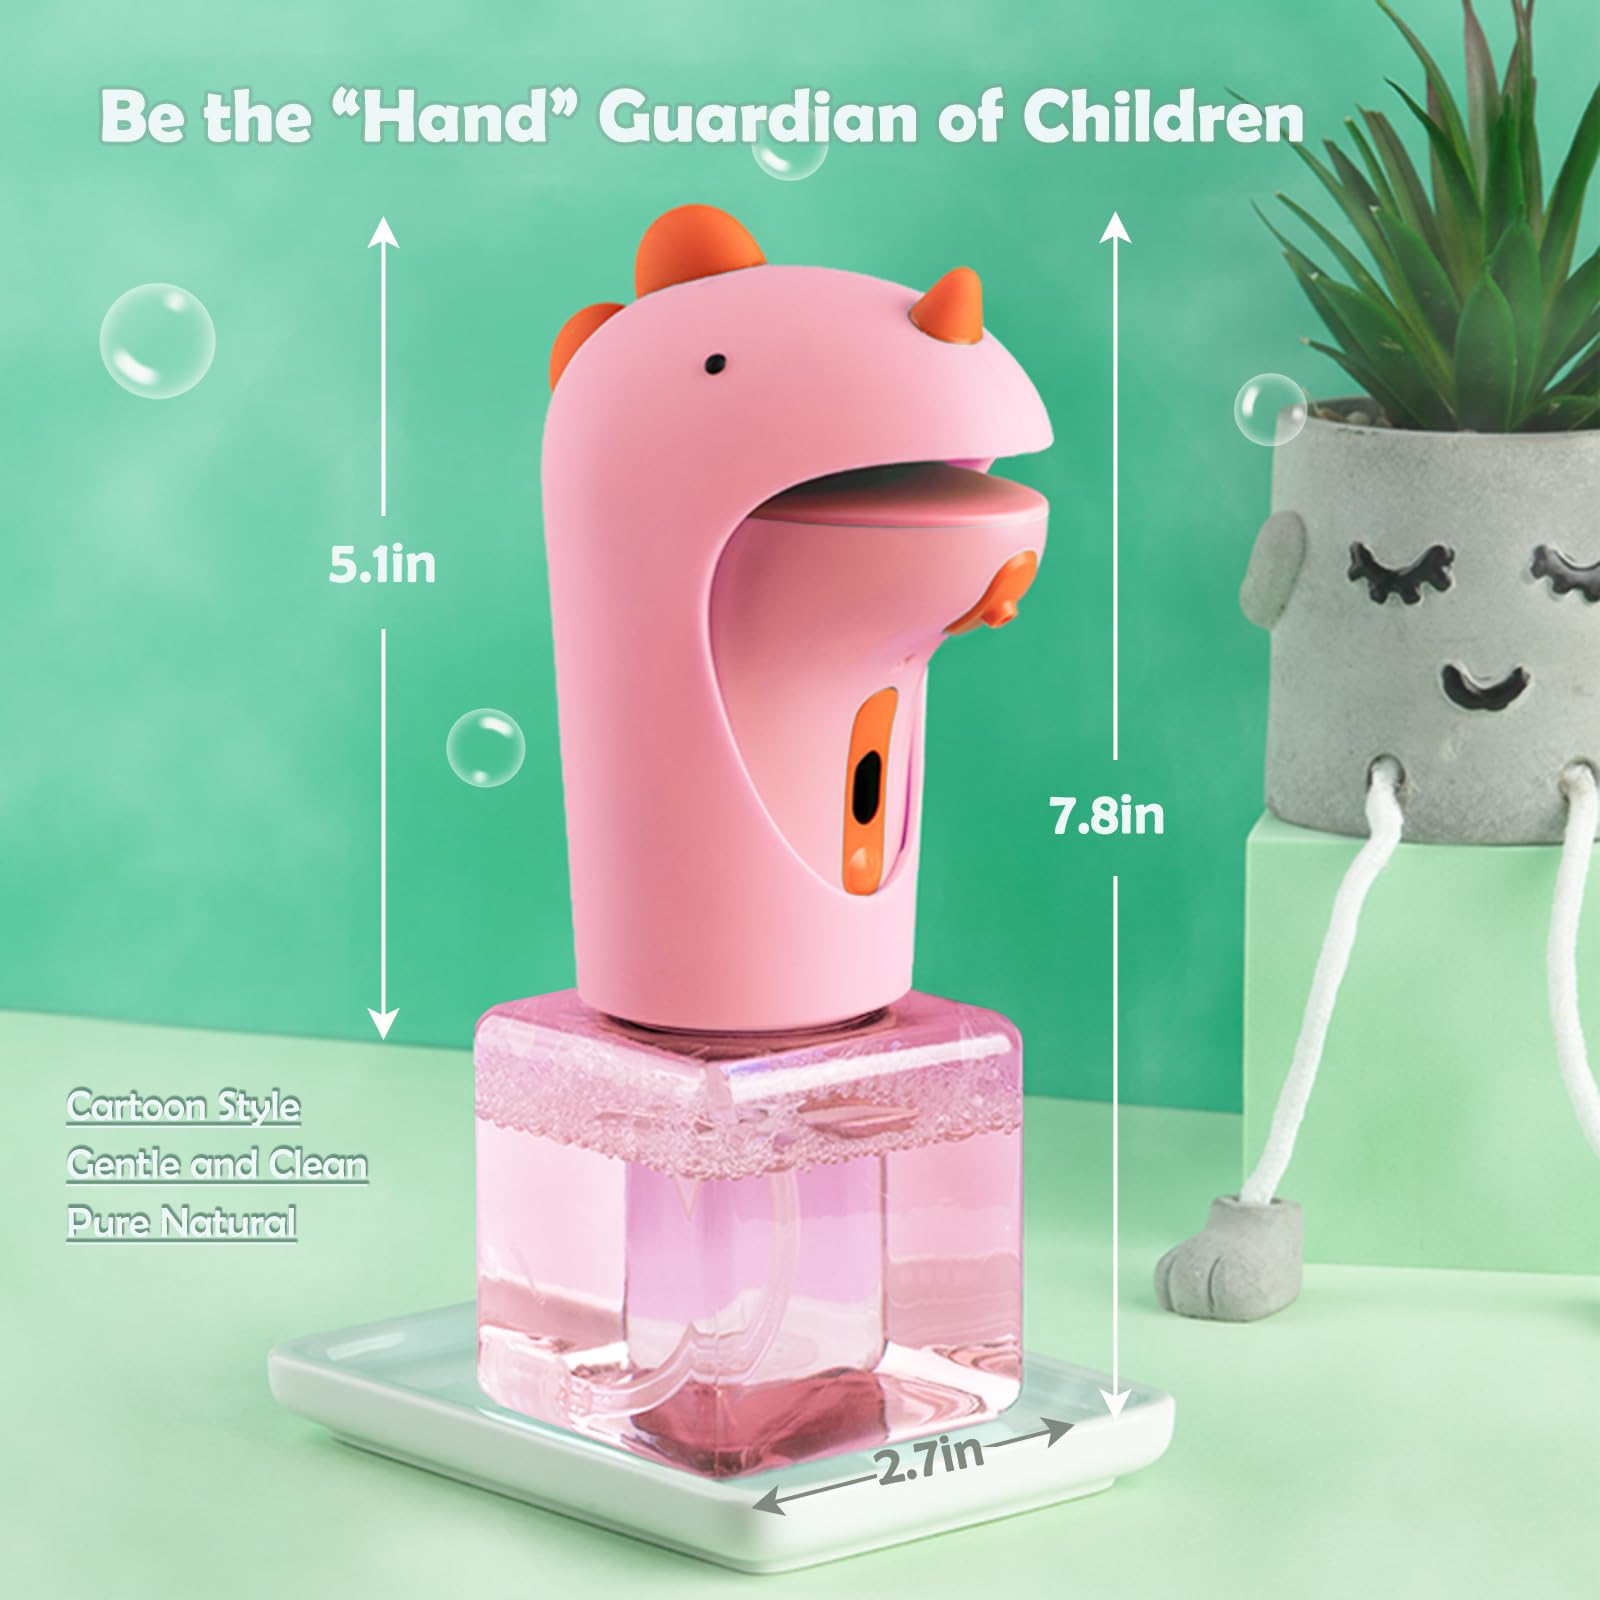 Be the “Hand” Guardian of Children
5.1in
7.8in
Cartoon Style
Gentle and Clean
Pure Natural
2.7in